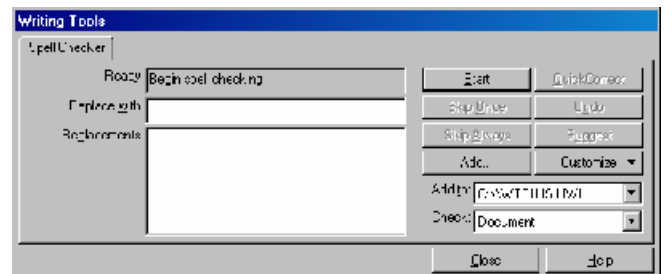 Writing Tools
Spell Checker
Ready Begin spell checking Start QuickCorrect
Replace with Skip Once Undo
Replacements Skip Always Suggest
Add... Customize
Add to:
Check: Document
Close Help